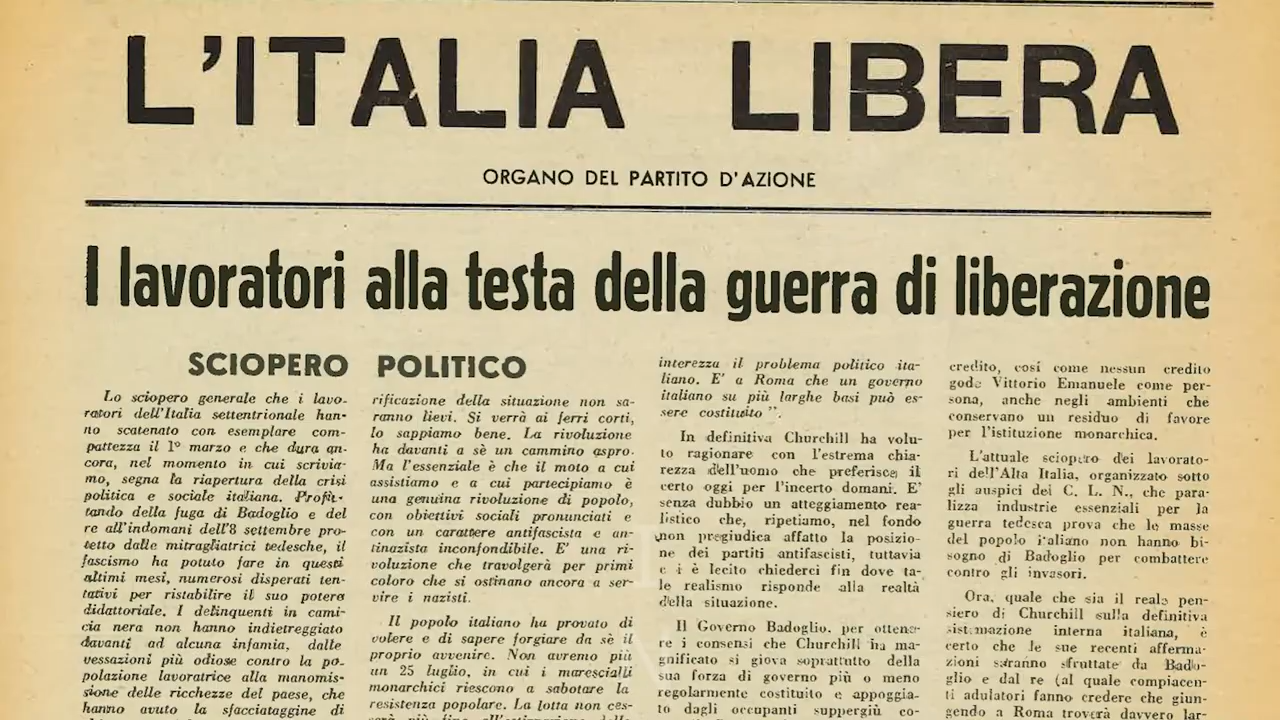 L'ITALIA LIBERA
ORGANO DEL PARTITO D'AZIONE
I lavoratori alla testa della guerra di liberazione
SCIOPERO POLITICO
Lo sciopero generale che i lavo-
ratori dell'Italia settentrionale han-
no scatenato con esemplare com-
pattezza il 1º marzo e che dura an-
cora, nel momento in cui scrivia-
mo, segna la riapertura della crisi
politica e sociale italiana. Profit-
tando della fuga di Badoglio e del
re all'indomani dell'8 settembre pro-
tetto dalle mitragliatrici tedesche, il
fascismo ha potuto fare in questi
ultimi mesi, numerosi disperati ten-
tativi per ristabilire il suo potere
didattoriale. I delinquenti in cami-
cia nera non hanno indietreggiato
davanti ad alcuna infamia, dalle
vessazioni più odiose contro la po-
polazione lavoratrice alla manomis-
sione delle ricchezze del paese, che
hanno avuto la sfacciataggine di
rificazione della situazione non sa-
ranno lievi. Si verrà ai ferri corti,
lo sappiamo bene. La rivoluzione
ha davanti a sè un cammino aspro.
Ma l'essenziale è che il moto a cui
assistiamo e a cui partecipiamo è
una genuina rivoluzione di popolo,
con obiettivi sociali pronunciati e
con un carattere antifascista e an-
tinazista inconfondibile. E' una ri-
voluzione che travolgerà per primi
coloro che si ostinano ancora a ser-
vire i nazisti.
Il popolo italiano ha provato di
volere e di sapere forgiare da sè il
proprio avvenire. Non avremo più
un 25 luglio, in cui i marescialli
monarchici riescono a sabotare la
resistenza popolare. La lotta non ces-
interezza il problema politico ita-
liano. E' a Roma che un governo
italiano su più larghe basi può es-
sere costituito ".
In definitiva Churchill ha volu-
to ragionare con l'estrema chia-
rezza dell'uomo che preferisce il
certo oggi per l'incerto domani. E'
senza dubbio un atteggiamento rea-
listico che, ripetiamo, nel fondo
non pregiudica affatto la posizio-
ne dei partiti antifascisti, tuttavia
c i è lecito chiederci fin dove ta-
le realismo risponde alla realtà
della situazione.
Il Governo Badoglio. per ottene-
re i consensi che Churchill ha ma-
gnificato si giova soprattutto della
sua forza di governo più o meno
regolarmente costituito e appoggia-
to dagli occupanti suppergiù co-
credito, così come nessun credito
gode Vittorio Emanuele come per-
sona, anche negli ambienti che
conservano un residuo di favore
per l'istituzione monarchica.
L'attuale sciopero dei lavorato-
ri dell'Alta Italia, organizzato sotto
gli auspici del C. L. N., che para-
lizza industrie essenziali per la
guerra tedesca prova che le masse
del popolo italiano non hanno bi-
sogno di Badoglio per combattere
contro gli invasori.
Ora, quale che sia il reale pen-
siero di Churchill sulla definitiva
sistemazione interna italiana, è
certo che le sue recenti afferma-
zioni saranno sfruttate da Bado-
glio e dal re (al quale compiacen-
ti adulatori fanno credere che giun-
gendo a Roma troverà davvero lar-